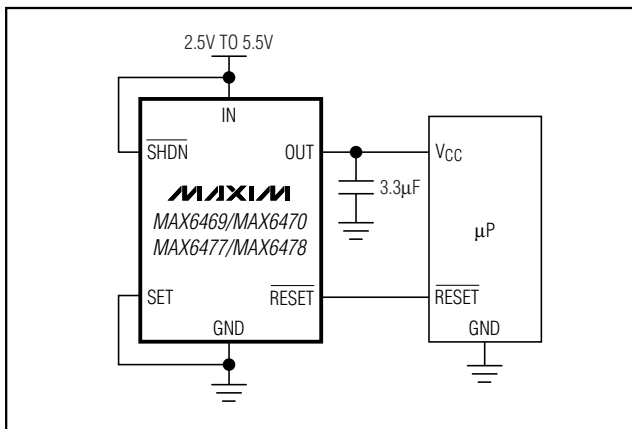 2.5V TO 5.5V
IN
SHDN
OUT
VCC
3.3µF
MAXIM
MAX6469/MAX6470
MAX6477/MAX6478
µP
SET
RESET
RESET
GND
GND